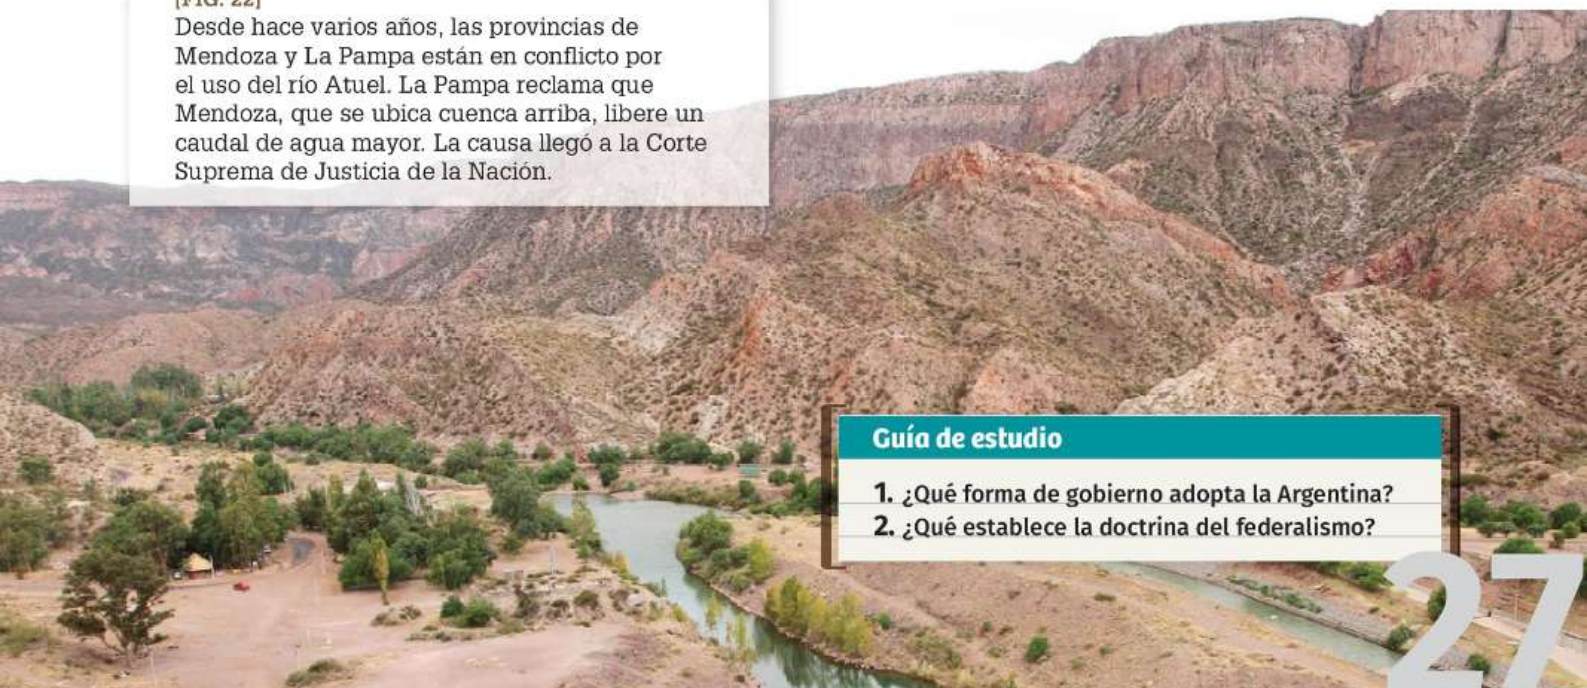 [FIG. 22]
Desde hace varios años, las provincias de
Mendoza y La Pampa están en conflicto por
el uso del río Atuel. La Pampa reclama que
Mendoza, que se ubica cuenca arriba, libere un
caudal de agua mayor. La causa llegó a la Corte
Suprema de Justicia de la Nación.
Guía de estudio
1. ¿Qué forma de gobierno adopta la Argentina?
2. ¿Qué establece la doctrina del federalismo?
27